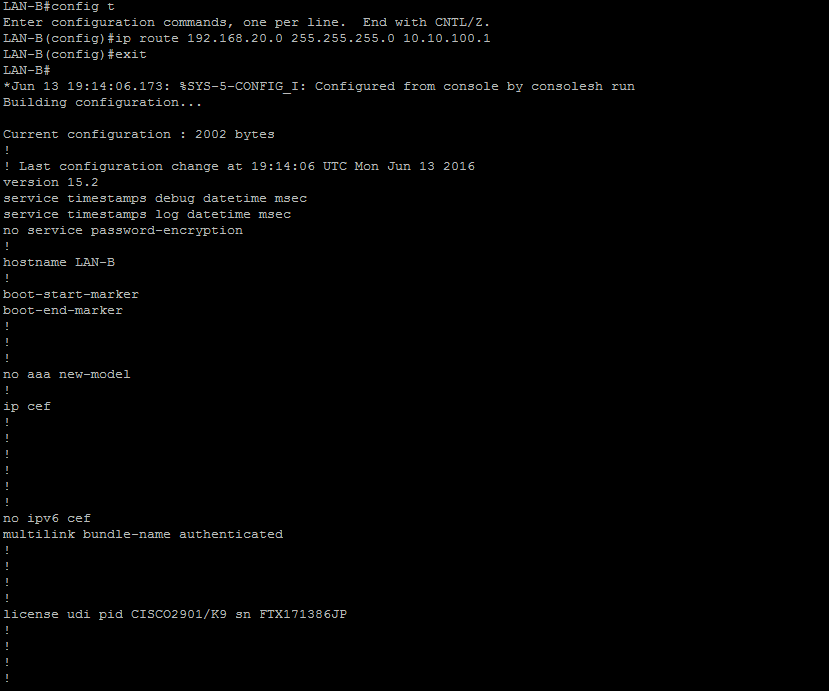 LAN-B#config t
Enter configuration commands, one per line.  End with CNTL/Z.
LAN-B(config)#ip route 192.168.20.0 255.255.255.0 10.10.100.1
LAN-B(config)#exit
LAN-B#
*Jun 13 19:14:06.173: %SYS-5-CONFIG_I: Configured from console by consolesh run
Building configuration...
Current configuration : 2002 bytes
!
! Last configuration change at 19:14:06 UTC Mon Jun 13 2016
version 15.2
service timestamps debug datetime msec
service timestamps log datetime msec
no service password-encryption
!
hostname LAN-B
!
boot-start-marker
boot-end-marker
!
!
!
no aaa new-model
!
ip cef
!
!
!
!
!
!
no ipv6 cef
multilink bundle-name authenticated
!
!
!
!
license udi pid CISCO2901/K9 sn FTX171386JP
!
!
!
!